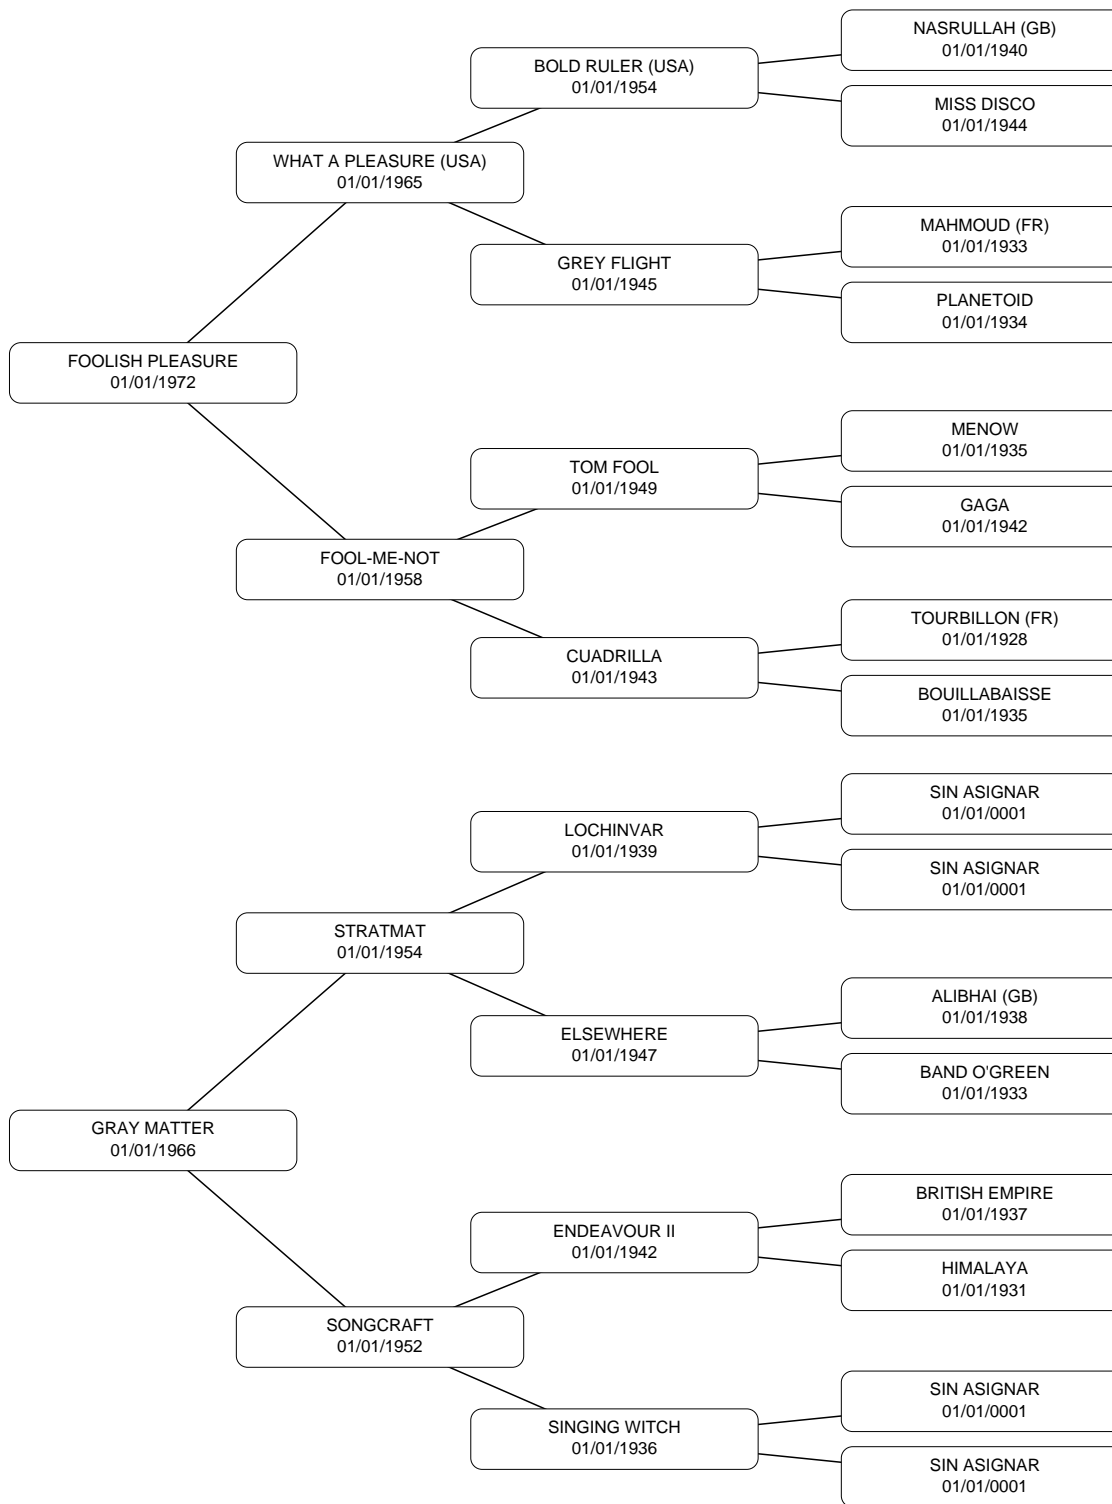 NASRULLAH (GB)
01/01/1940
BOLD RULER (USA)
01/01/1954
MISS DISCO
01/01/1944
WHAT A PLEASURE (USA)
01/01/1965
MAHMOUD (FR)
01/01/1933
GREY FLIGHT
01/01/1945
PLANETOID
01/01/1934
FOOLISH PLEASURE
01/01/1972
MENOW
01/01/1935
TOM FOOL
01/01/1949
GAGA
01/01/1942
FOOL-ME-NOT
01/01/1958
TOURBILLON (FR)
01/01/1928
CUADRILLA
01/01/1943
BOUILLABAISSE
01/01/1935
SIN ASIGNAR
01/01/0001
LOCHINVAR
01/01/1939
SIN ASIGNAR
01/01/0001
STRATMAT
01/01/1954
ALIBHAI (GB)
01/01/1938
ELSEWHERE
01/01/1947
BAND O'GREEN
01/01/1933
GRAY MATTER
01/01/1966
BRITISH EMPIRE
01/01/1937
ENDEAVOUR II
01/01/1942
HIMALAYA
01/01/1931
SONGCRAFT
01/01/1952
SIN ASIGNAR
01/01/0001
SINGING WITCH
01/01/1936
SIN ASIGNAR
01/01/0001